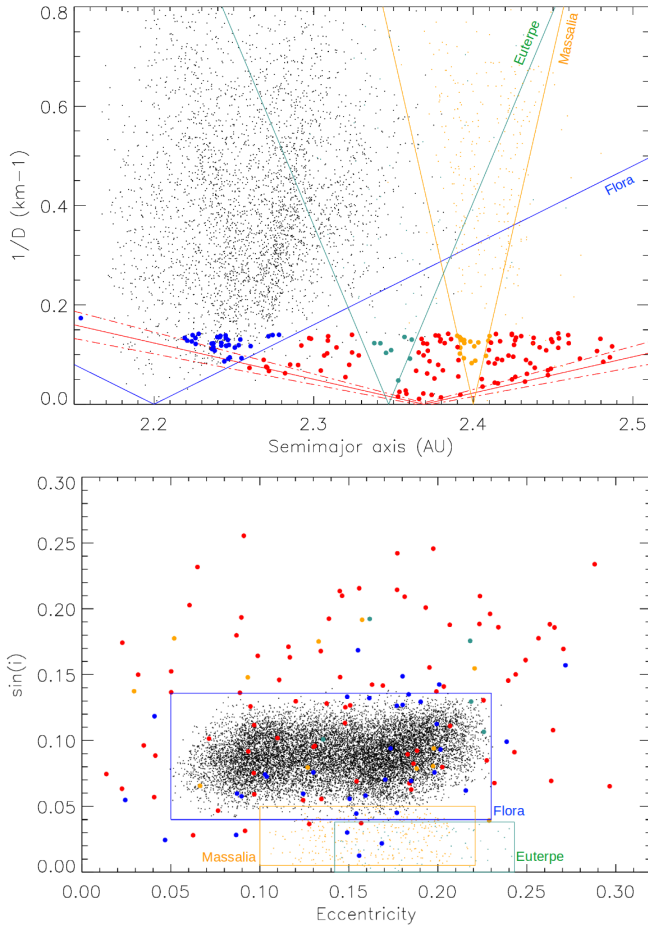 0.8
0.6
0.4
0.2
0.0
1/D (km−1)
Euterpe
Massalia
Flora
2.2
2.3
2.4
2.5
Semimajor axis (AU)
0.30
0.25
0.20
0.15
0.10
0.05
0.00
sin(i)
Flora
Massalia
Euterpe
0.00
0.05
0.10
0.15
0.20
0.25
0.30
Eccentricity